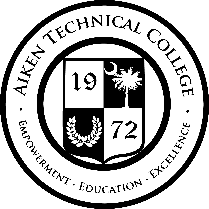 AIKEN TECHNICAL COLLEGE
19
72
EMPOWERMENT · EDUCATION · EXCELLENCE